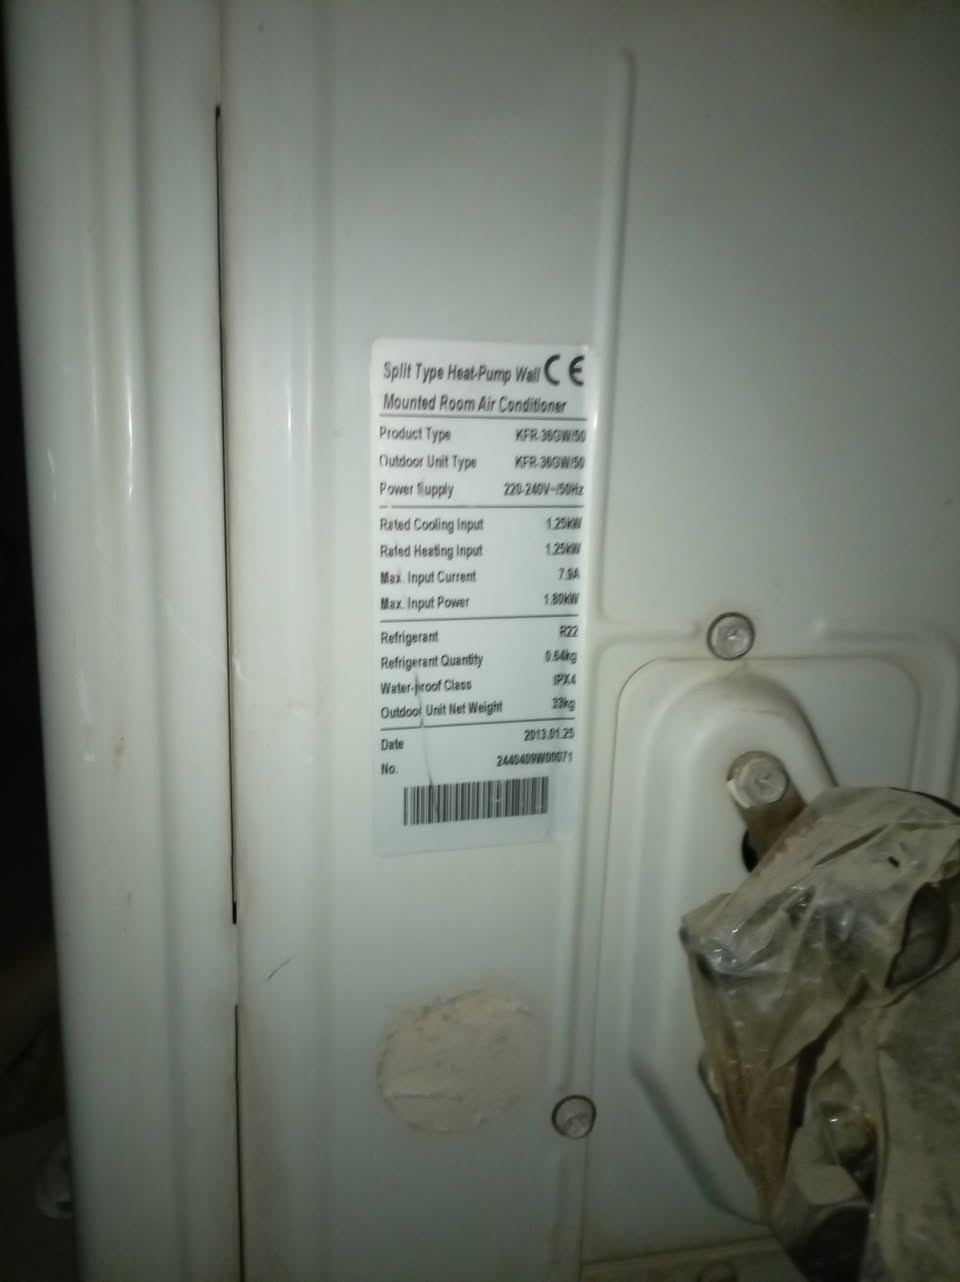 Split Type Heat-Pump Wall CE
Mounted Room Air Conditioner
Product Type KFR-36GW/50
Outdoor Unit Type KFR-36GW/50
Power Supply 220-240V~/50Hz
Rated Cooling Input 1.25kW
Rated Heating Input 1.25kW
Max. Input Current 7.9A
Max. Input Power 1.80kW
Refrigerant R22
Refrigerant Quantity 0.64kg
Water-proof Class IPX4
Outdoor Unit Net Weight 33kg
Date 2013.01.25
No. 2440409W00071